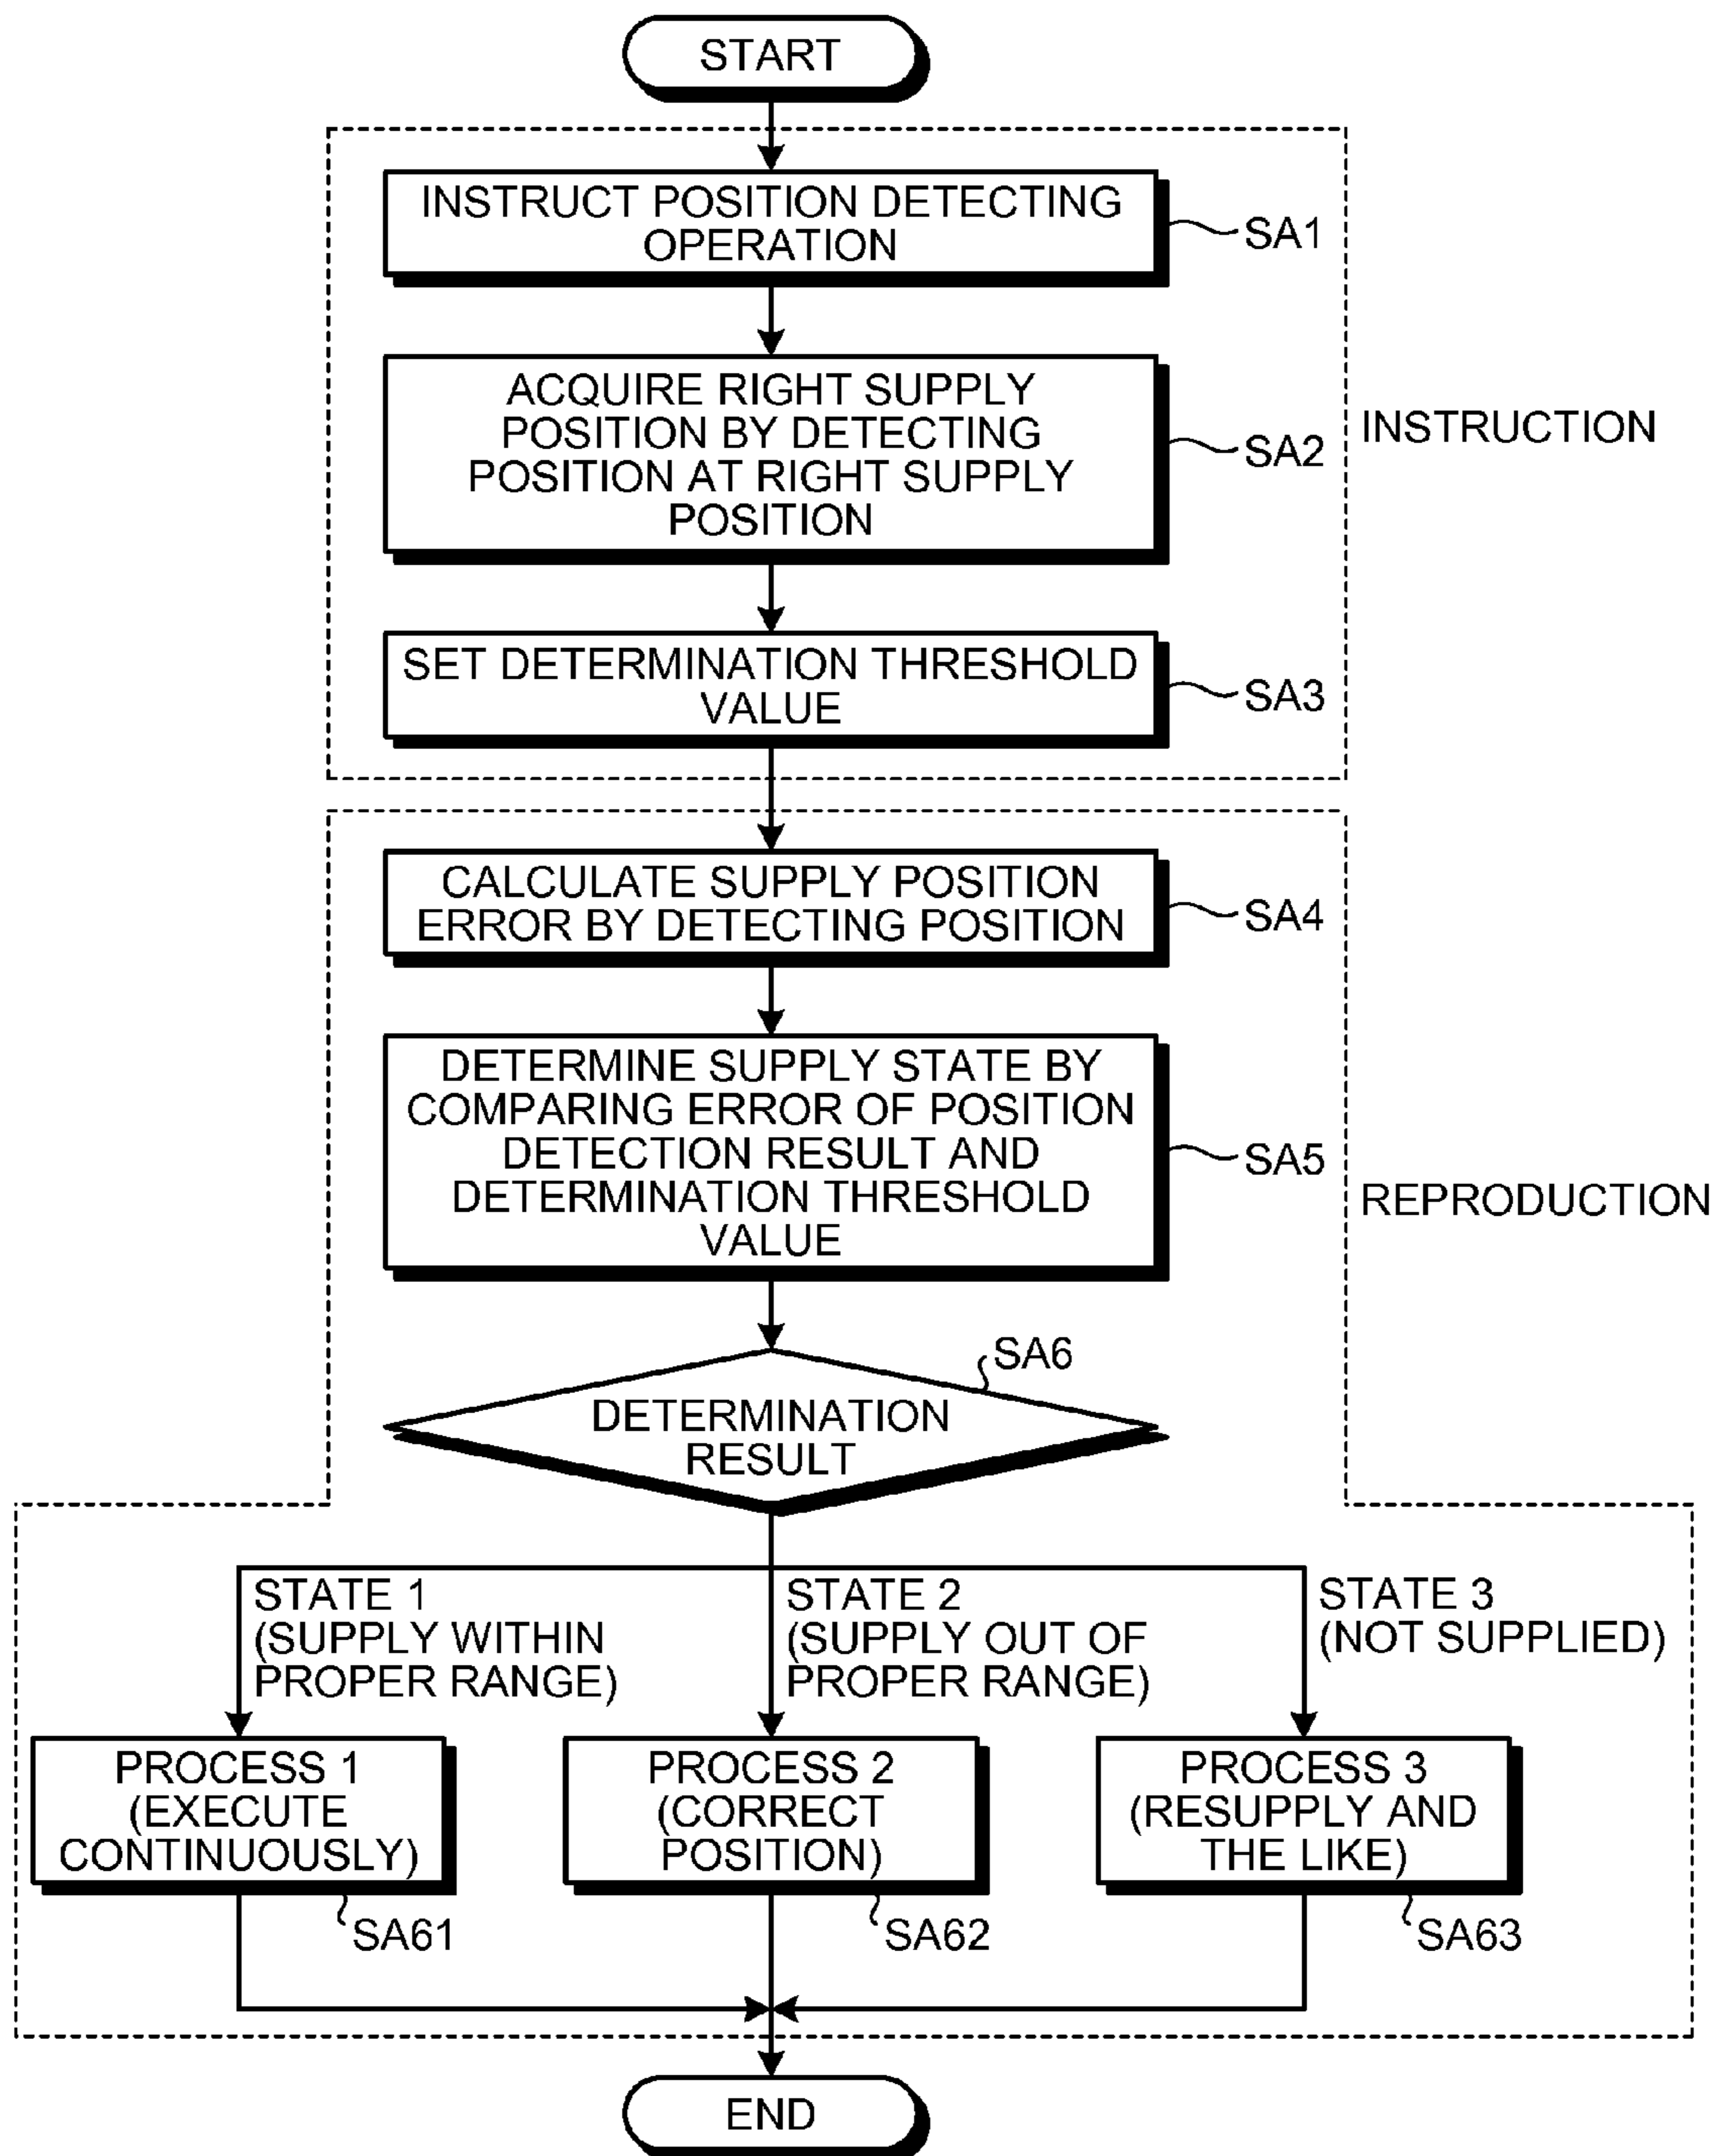 START
INSTRUCT POSITION DETECTING
OPERATION
SA1
ACQUIRE RIGHT SUPPLY
POSITION BY DETECTING
POSITION AT RIGHT SUPPLY
POSITION
SA2
INSTRUCTION
SET DETERMINATION THRESHOLD
VALUE
SA3
CALCULATE SUPPLY POSITION
ERROR BY DETECTING POSITION
SA4
DETERMINE SUPPLY STATE BY
COMPARING ERROR OF POSITION
DETECTION RESULT AND
DETERMINATION THRESHOLD
VALUE
SA5
REPRODUCTION
SA6
DETERMINATION
RESULT
STATE 1
(SUPPLY WITHIN
PROPER RANGE)
STATE 2
(SUPPLY OUT OF
PROPER RANGE)
STATE 3
(NOT SUPPLIED)
PROCESS 1
(EXECUTE
CONTINUOUSLY)
SA61
PROCESS 2
(CORRECT
POSITION)
SA62
PROCESS 3
(RESUPPLY AND
THE LIKE)
SA63
END